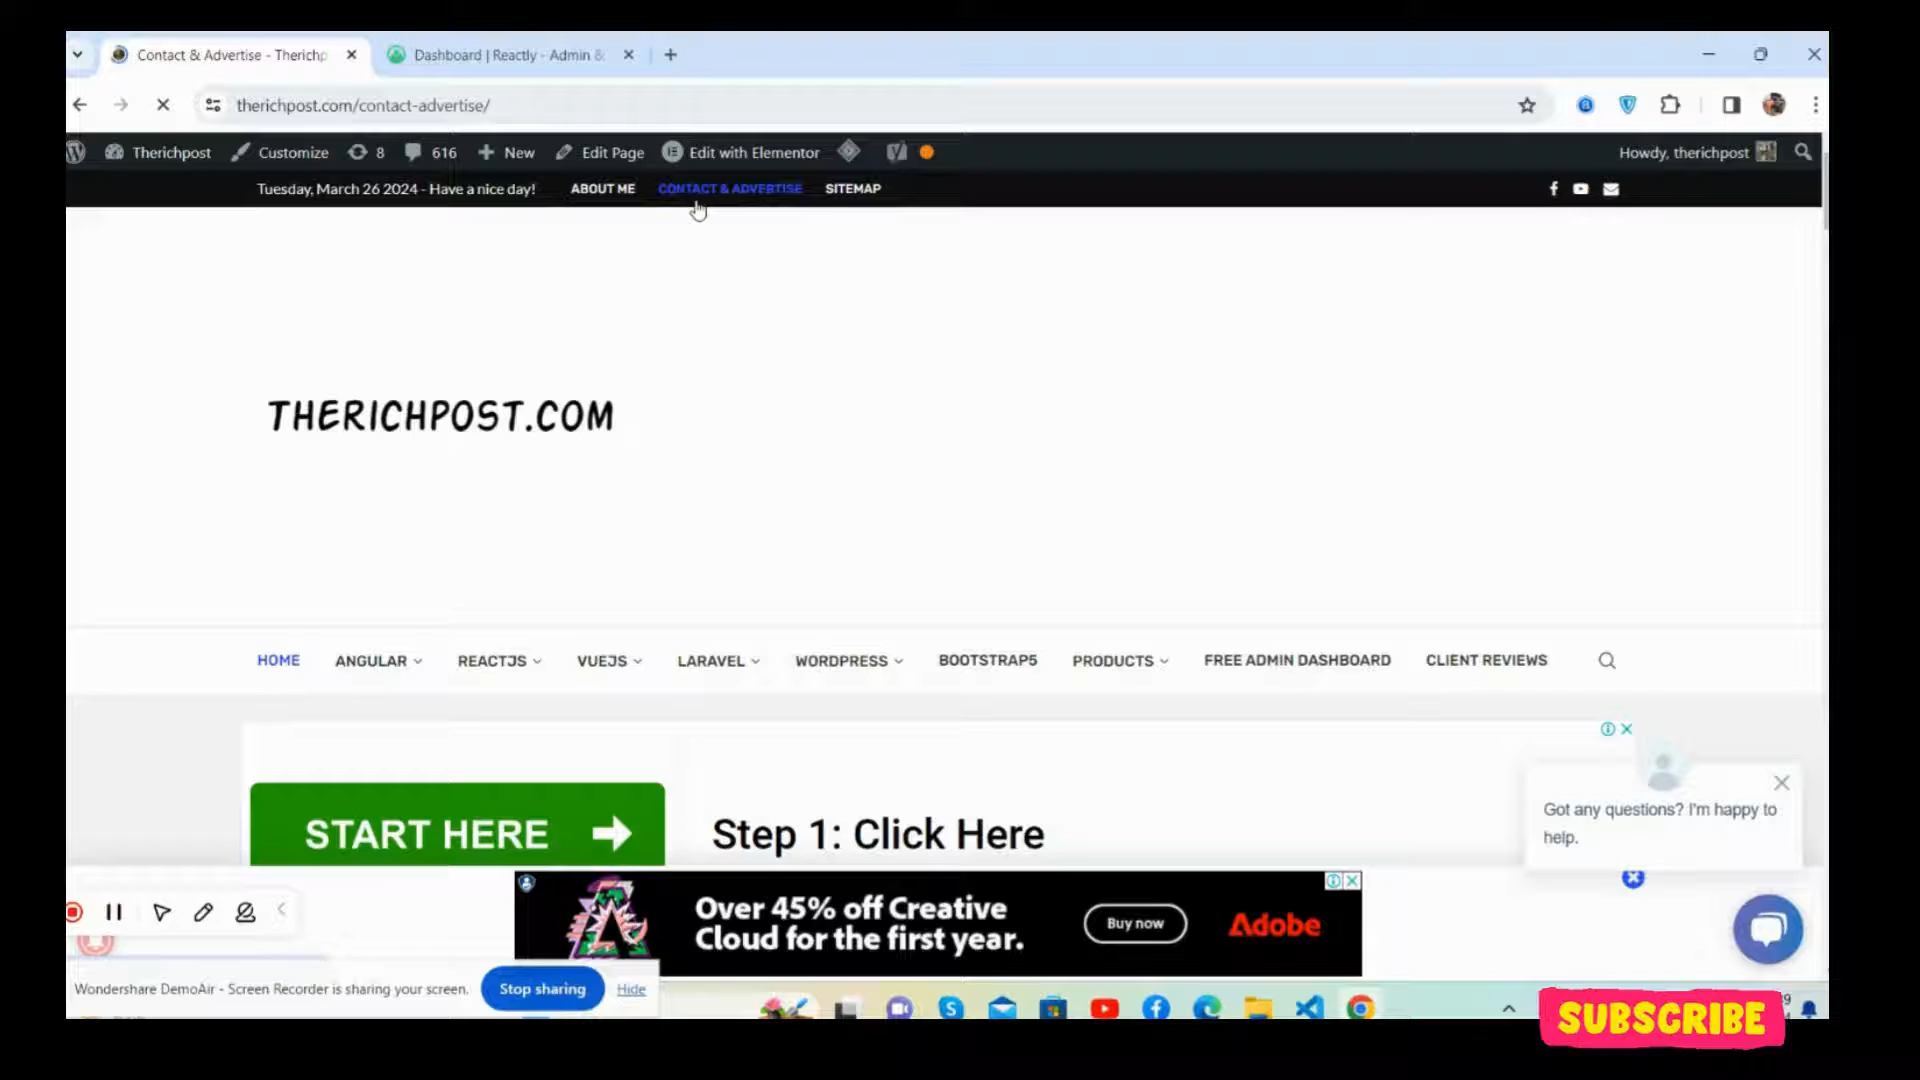 Contact & Advertise - Therichp
Dashboard | Reactly - Admin &
therichpost.com/contact-advertise/
Therichpost Customize 8 616 New Edit Page Edit with Elementor Howdy, therichpost
Tuesday, March 26 2024 - Have a nice day! ABOUT ME CONTACT & ADVERTISE SITEMAP
THERICHPOST.COM
HOME ANGULAR REACTJS VUEJS LARAVEL WORDPRESS BOOTSTRAP5 PRODUCTS FREE ADMIN DASHBOARD CLIENT REVIEWS
START HERE
Step 1: Click Here
Got any questions? I'm happy to
help.
Over 45% off Creative
Cloud for the first year.
Buy now
Adobe
Wondershare DemoAir - Screen Recorder is sharing your screen. Stop sharing Hide
SUBSCRIBE